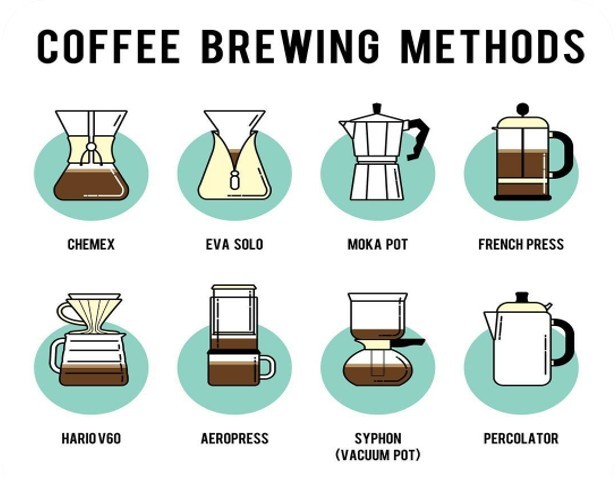 COFFEE BREWING METHODS
CHEMEX
EVA SOLO
MOKA POT
FRENCH PRESS
HARIO V60
AEROPRESS
SYPHON
(VACUUM POT)
PERCOLATOR